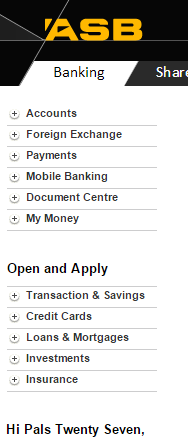 ASB
Banking Share
Accounts
Foreign Exchange
Payments
Mobile Banking
Document Centre
My Money
Open and Apply
Transaction & Savings
Credit Cards
Loans & Mortgages
Investments
Insurance
Hi Pals Twenty Seven,